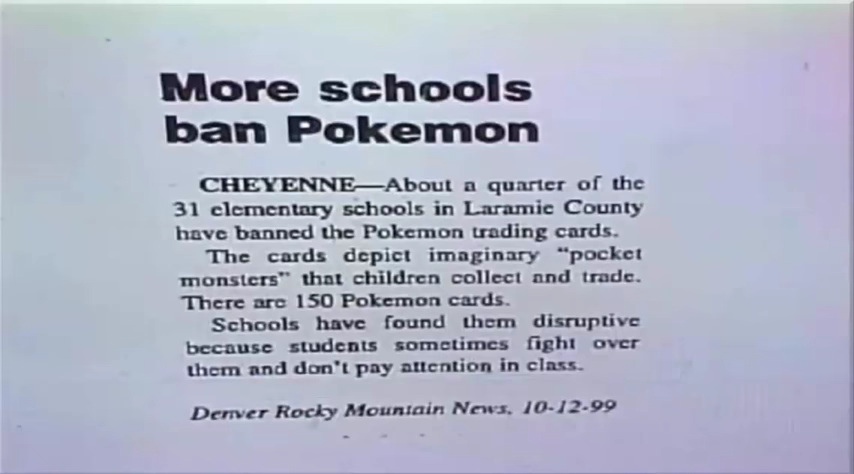 More schools
ban Pokemon
CHEYENNE—About a quarter of the
31 elementary schools in Laramie County
have banned the Pokemon trading cards.
The cards depict imaginary “pocket
monsters” that children collect and trade.
There are 150 Pokemon cards.
Schools have found them disruptive
because students sometimes fight over
them and don't pay attention in class.
Denver Rocky Mountain News, 10-12-99